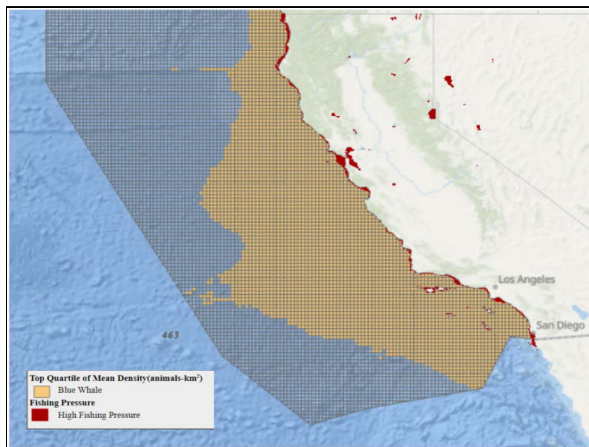 Los Angeles
San Diego
463
Top Quartile of Mean Density(animals-km²)
Blue Whale
Fishing Pressure
High Fishing Pressure